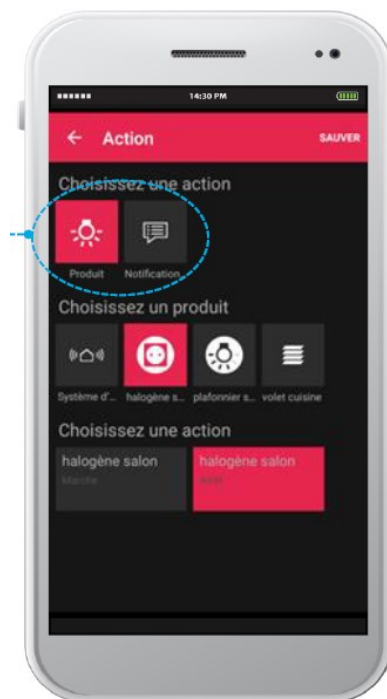 14:30 PM
Action SAUVER
Choisissez une action
Produit Notification
Choisissez un produit
Système d'... halogène s... plafonnier s... volet cuisine
Choisissez une action
halogène salon halogène salon
Marche Arrêt